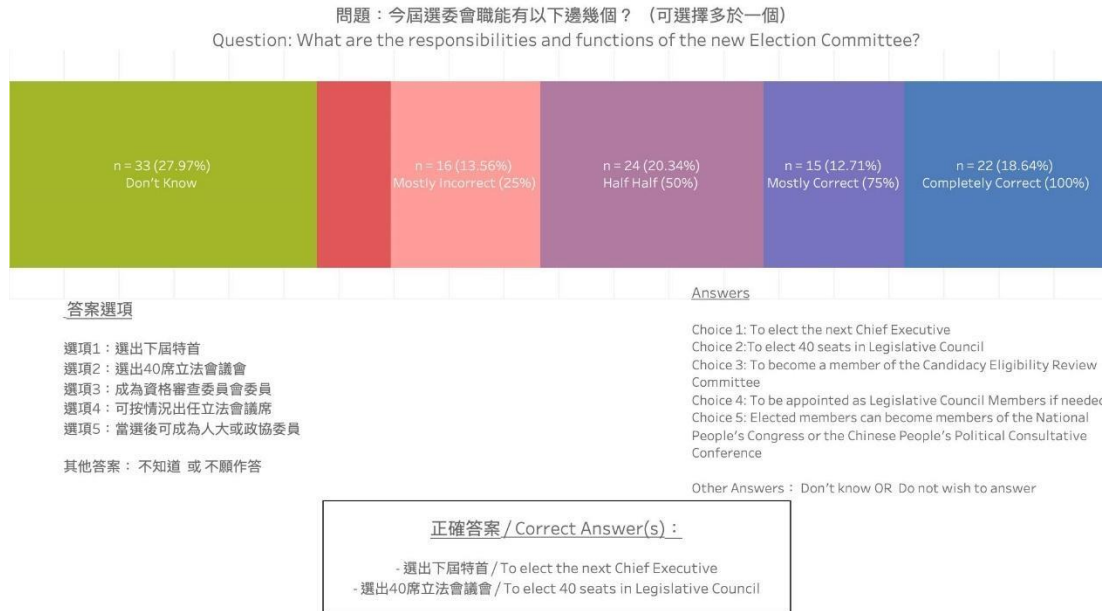 問題：今屆選委會職能有以下邊幾個？ （可選擇多於一個)
Question: What are the responsibilities and functions of the new Election Committee?
n = 33 (27.97%)
Don't Know
n = 16 (13.56%)
Mostly Incorrect (25%)
n = 24 (20.34%)
Half Half (50%)
n = 15 (12.71%)
Mostly Correct (75%)
n = 22 (18.64%)
Completely Correct (100%)
答案選項
選項1：選出下屆特首
選項2：選出40席立法會議會
選項3：成為資格審查委員會委員
選項4：可按情況出任立法會議席
選項5：當選後可成為人大或政協委員
其他答案： 不知道 或 不願作答
Answers
Choice 1: To elect the next Chief Executive
Choice 2:To elect 40 seats in Legislative Council
Choice 3: To become a member of the Candidacy Eligibility Review
Committee
Choice 4: To be appointed as Legislative Council Members if needed
Choice 5: Elected members can become members of the National
People's Congress or the Chinese People's Political Consultative
Conference
Other Answers： Don't know OR Do not wish to answer
正確答案 / Correct Answer(s)：
- 選出下屆特首 / To elect the next Chief Executive
- 選出40席立法會議會 / To elect 40 seats in Legislative Council